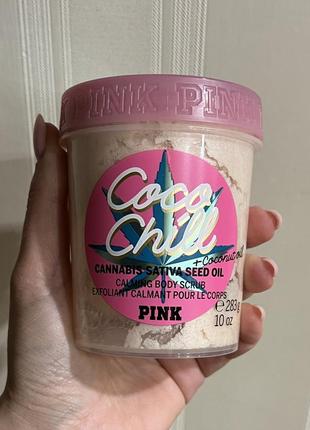 PINK PINK
Coco
Chill
+ Coconut oil
CANNABIS SATIVA SEED OIL
CALMING BODY SCRUB
EXFOLIANT CALMANT POUR LE CORPS
PINK
e 283 g
10 oz